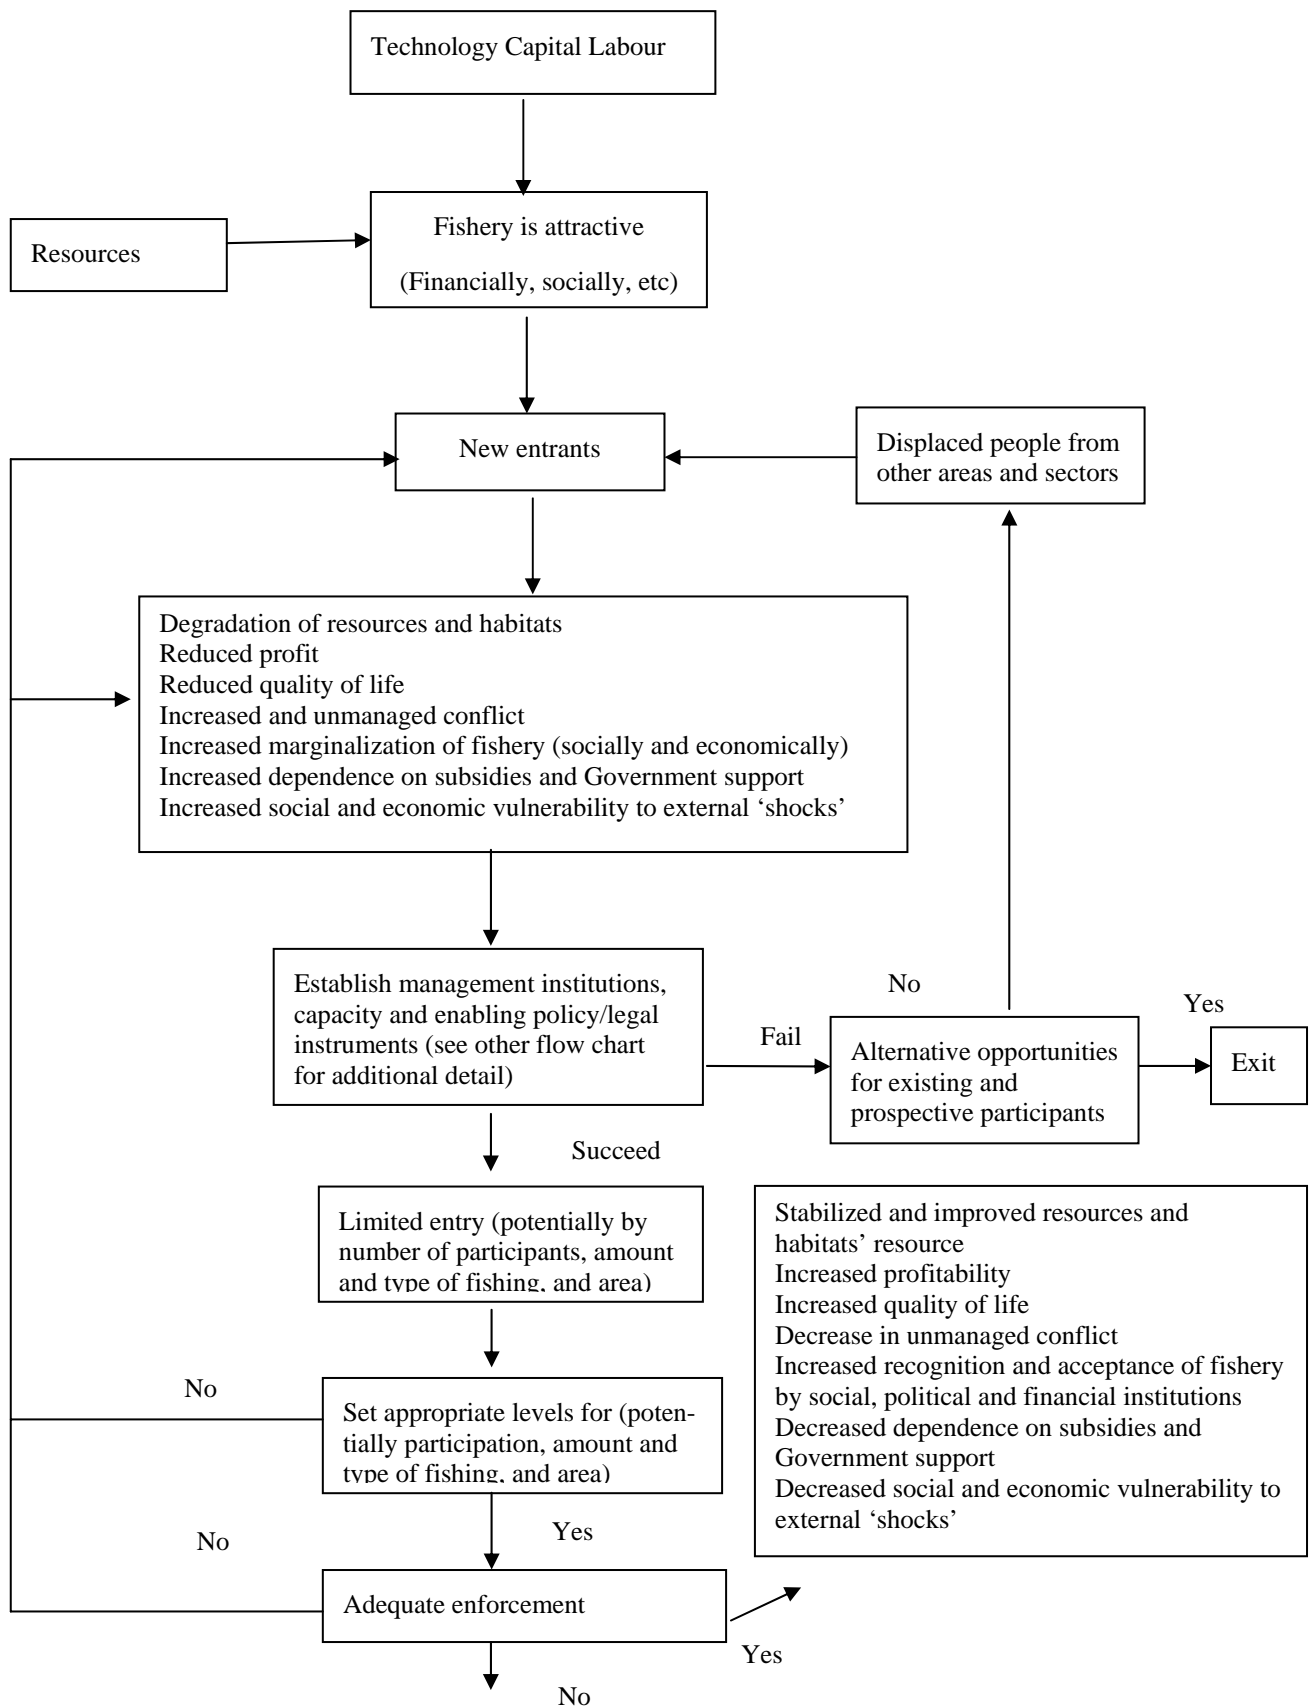 Technology Capital Labour
Fishery is attractive
(Financially, socially, etc)
Resources
New entrants
Displaced people from
other areas and sectors
Degradation of resources and habitats
Reduced profit
Reduced quality of life
Increased and unmanaged conflict
Increased marginalization of fishery (socially and economically)
Increased dependence on subsidies and Government support
Increased social and economic vulnerability to external ‘shocks’
Establish management institutions,
capacity and enabling policy/legal
instruments (see other flow chart
for additional detail)
Fail
No
Alternative opportunities
for existing and
prospective participants
Yes
Exit
Succeed
Limited entry (potentially by
number of participants, amount
and type of fishing, and area)
Stabilized and improved resources and
habitats’ resource
Increased profitability
Increased quality of life
Decrease in unmanaged conflict
Increased recognition and acceptance of fishery
by social, political and financial institutions
Decreased dependence on subsidies and
Government support
Decreased social and economic vulnerability to
external ‘shocks’
No
Set appropriate levels for (poten-
tially participation, amount and
type of fishing, and area)
Yes
No
Adequate enforcement
Yes
No